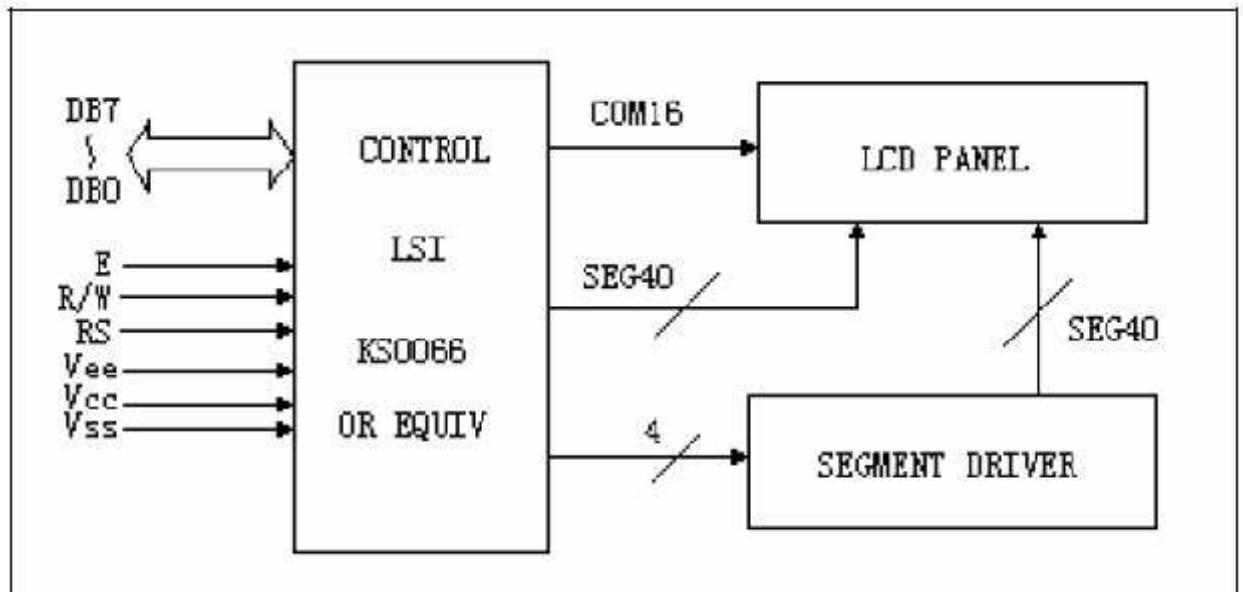 DB7
DB0
E
R/W
RS
Vee
Vcc
Vss
CONTROL
LSI
KS0066
OR EQUIV
COM16
SEG40
4
LCD PANEL
SEG40
SEGMENT DRIVER